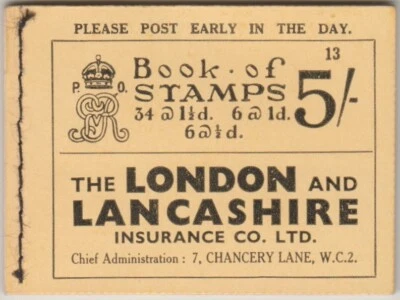 PLEASE POST EARLY IN THE DAY.
13
P. O.
Book · of
STAMPS
5/-
34 @ 1½d. 6 @ 1d.
6 @ ½d.
THE LONDON AND
LANCASHIRE
INSURANCE CO. LTD.
Chief Administration : 7, CHANCERY LANE, W.C.2.